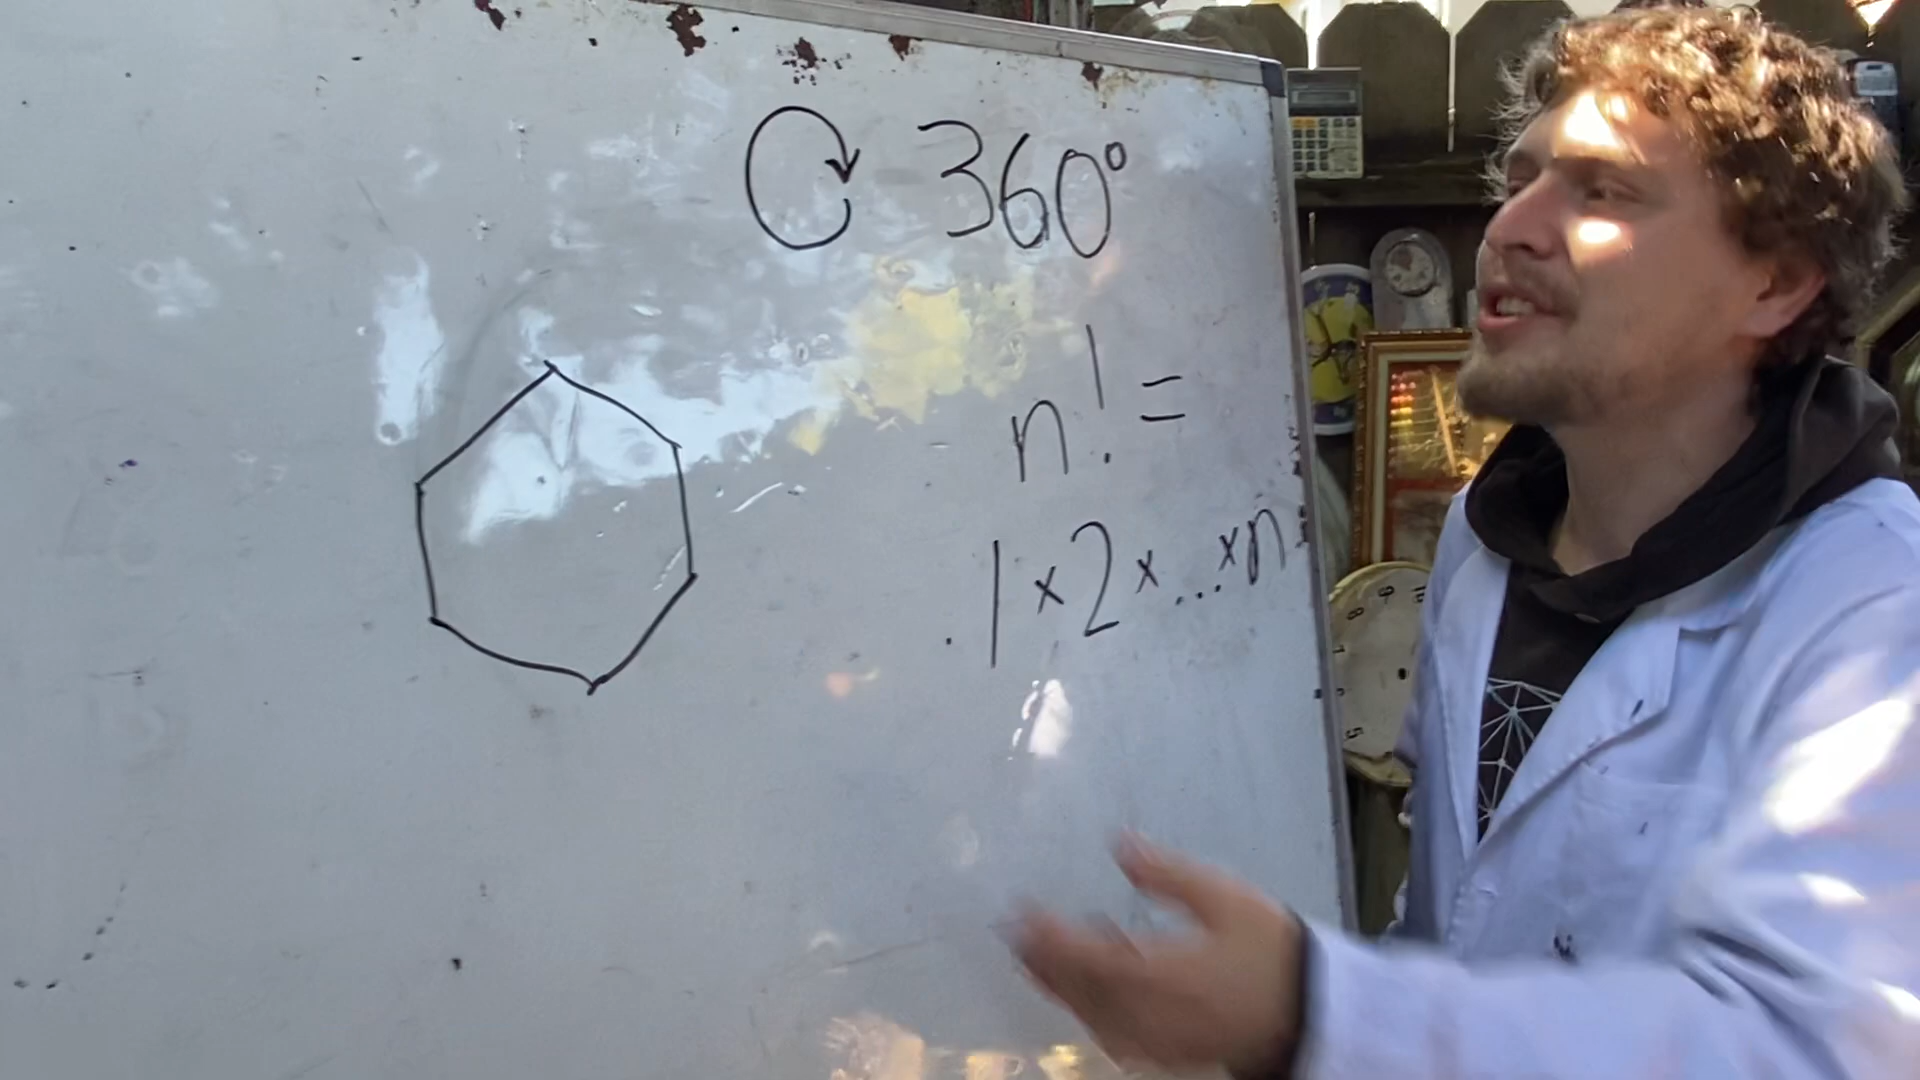 360°
n! =
1 × 2 × ... × n